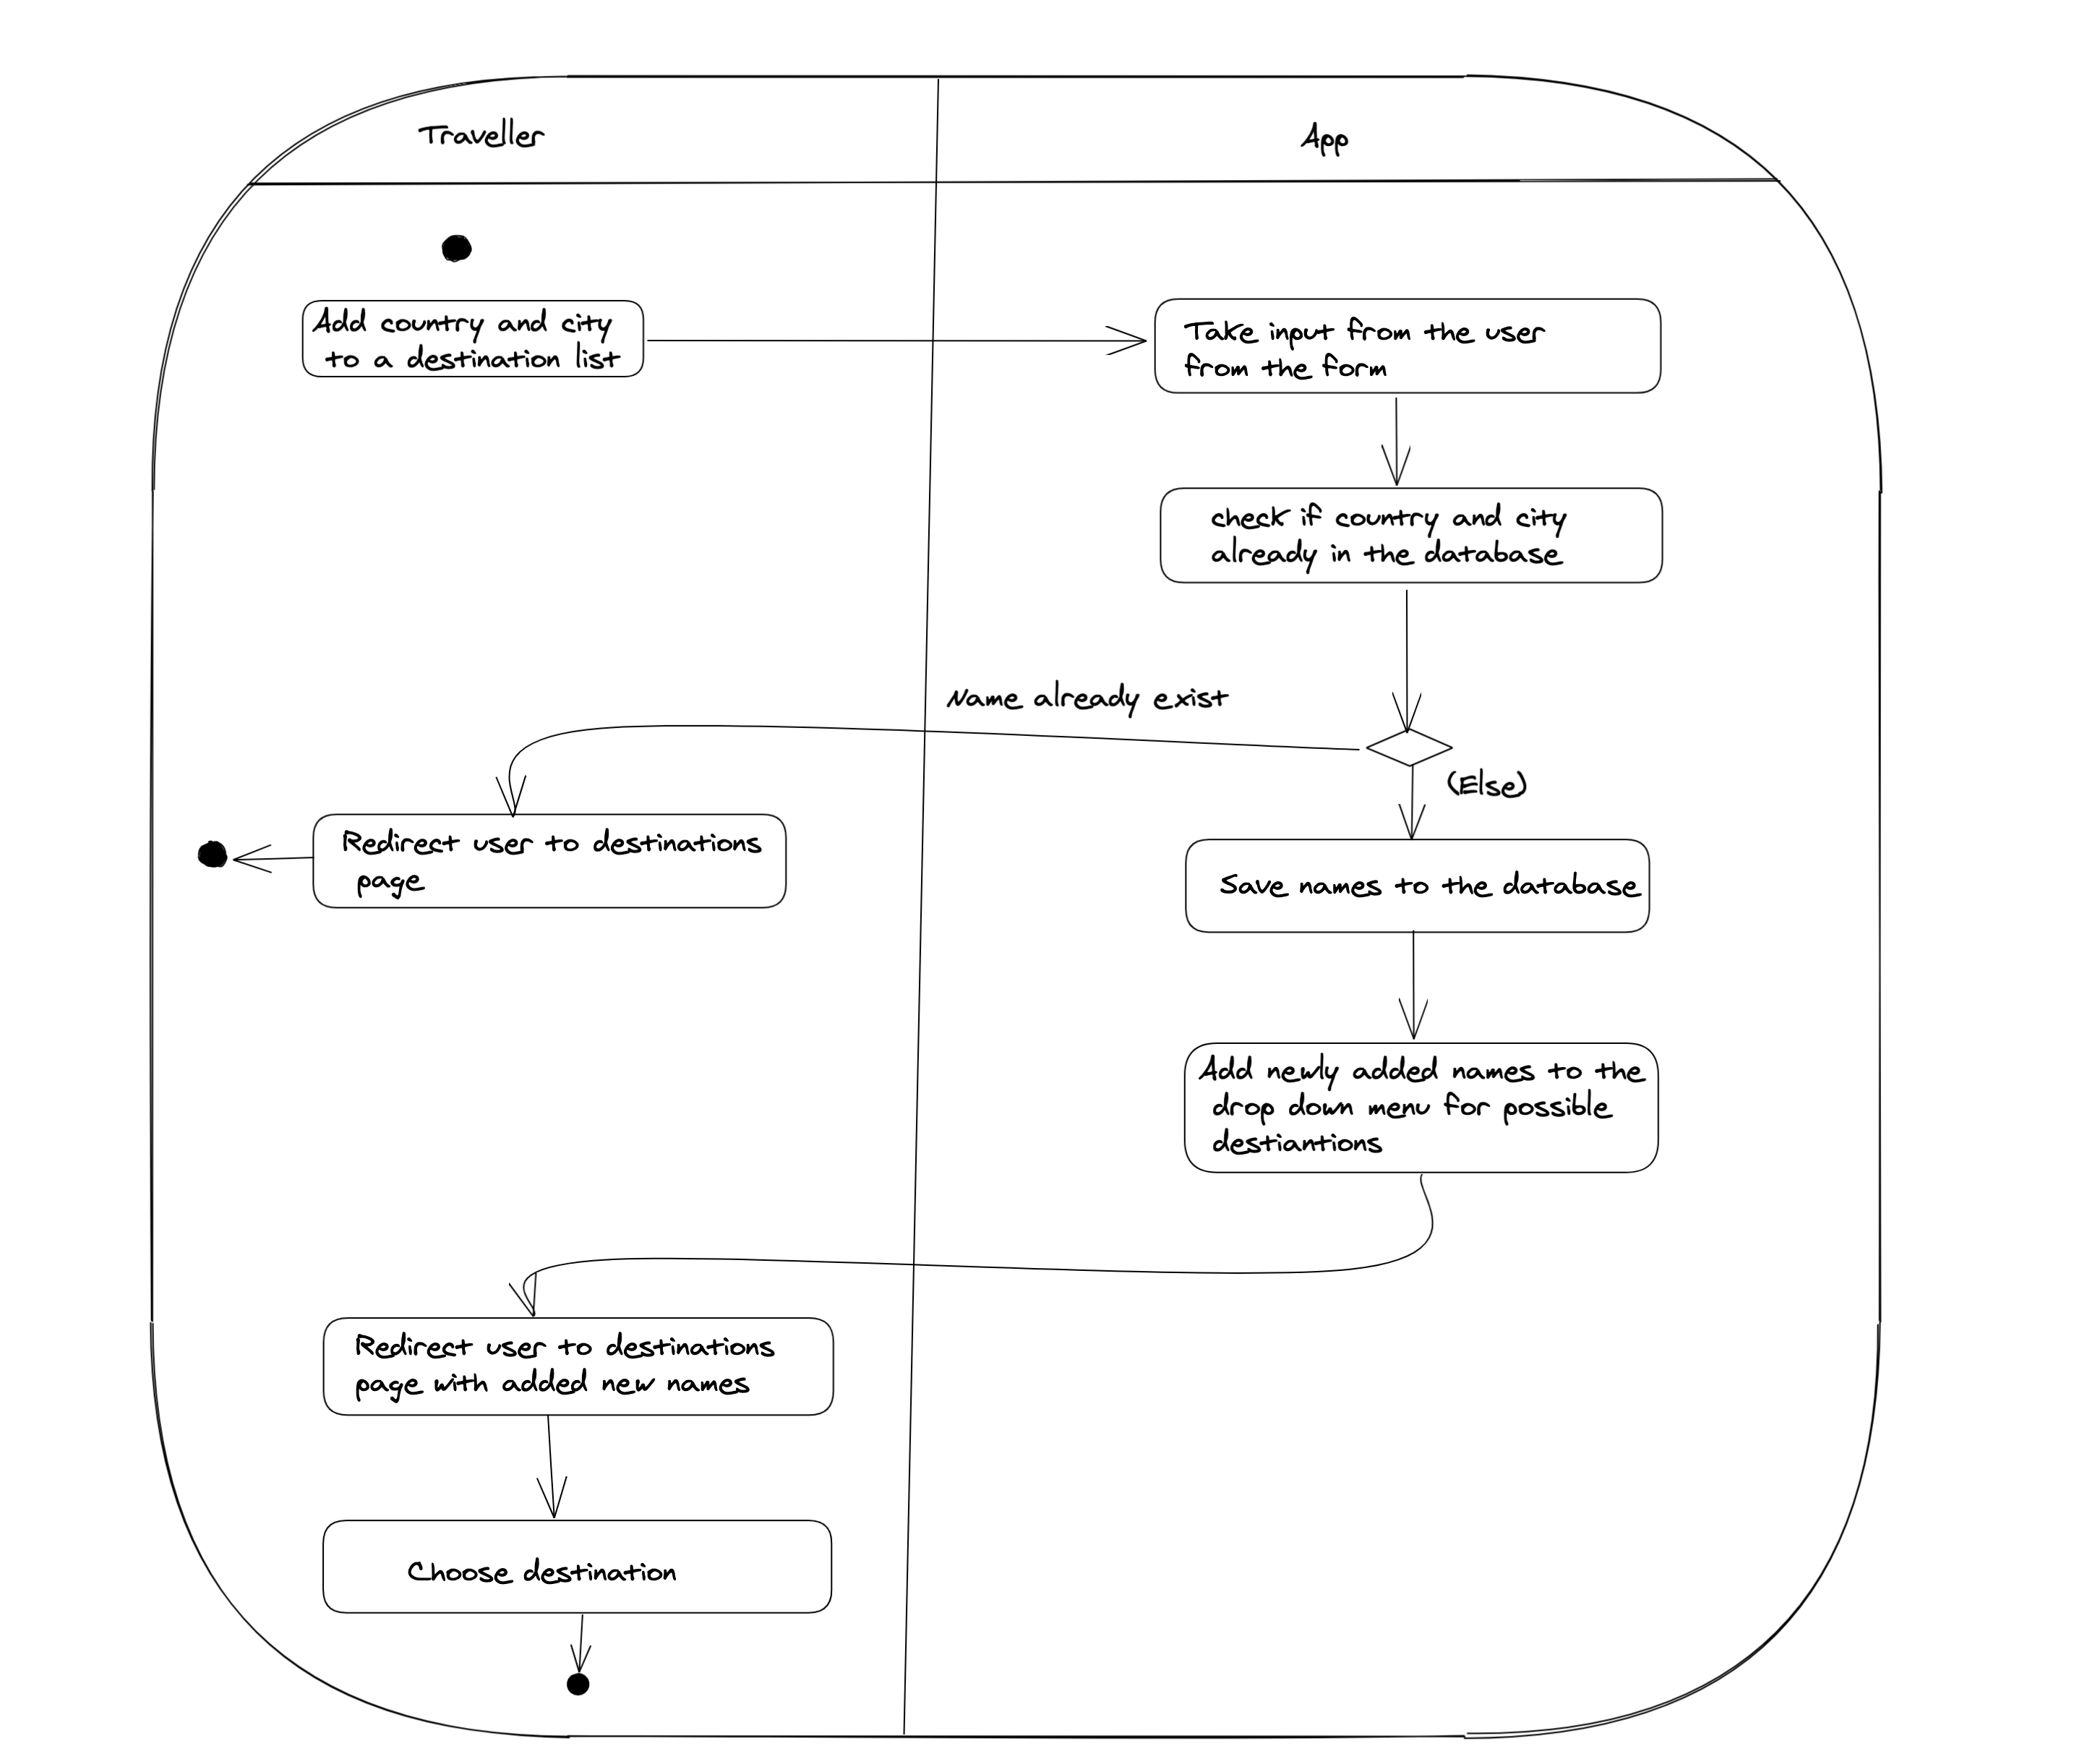 Traveller
App
Add country and city
to a destination list
Take input from the user
from the form
check if country and city
already in the database
Name already exist
(Else)
Redirect user to destinations
page
Save names to the database
Add newly added names to the
drop down menu for possible
destiantions
Redirect user to destinations
page with added new names
Choose destination